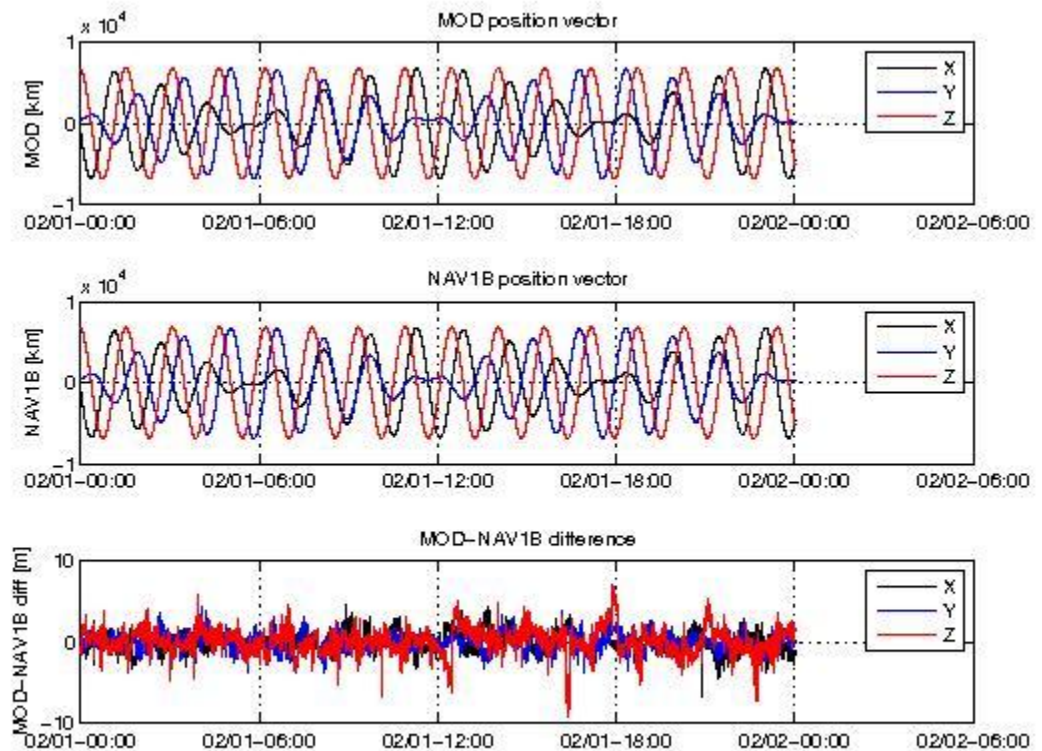 MOD position vector
x 10^4
1
0
−1
MOD [km]
X
Y
Z
02/01−00:00 02/01−06:00 02/01−12:00 02/01−18:00 02/02−00:00 02/02−06:00
NAV1B position vector
x 10^4
1
0
−1
NAV1B [km]
X
Y
Z
02/01−00:00 02/01−06:00 02/01−12:00 02/01−18:00 02/02−00:00 02/02−06:00
MOD−NAV1B difference
10
0
−10
MOD−NAV1B diff [m]
X
Y
Z
02/01−00:00 02/01−06:00 02/01−12:00 02/01−18:00 02/02−00:00 02/02−06:00